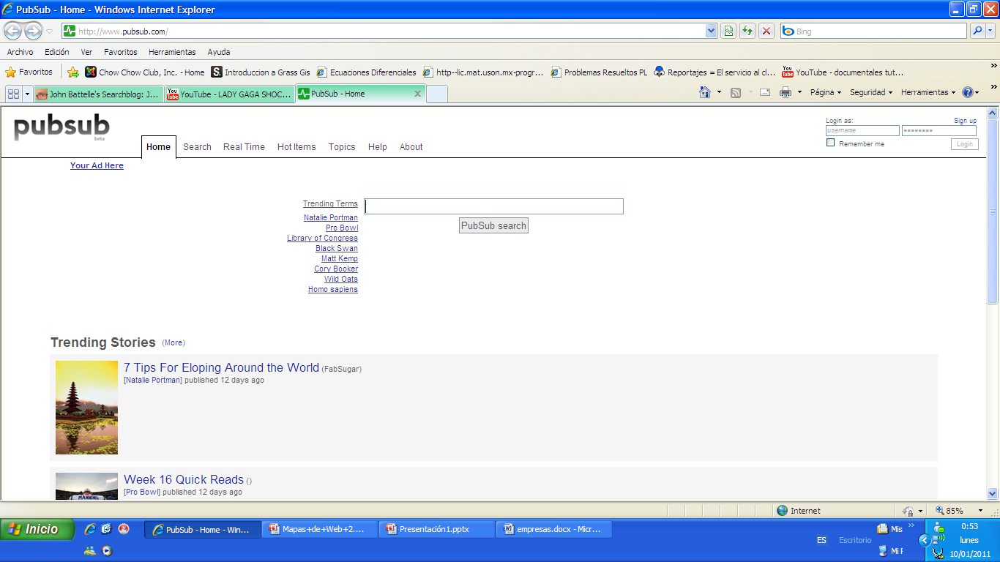 PubSub - Home - Windows Internet Explorer
http://www.pubsub.com/
Bing
Archivo Edición Ver Favoritos Herramientas Ayuda
Favoritos Chow Chow Club, Inc. - Home Introduccion a Grass Gis Ecuaciones Diferenciales http--lic.mat.uson.mx-progr... Problemas Resueltos PL Reportajes = El servicio al cl... YouTube - documentales tut...
John Battelle's Searchblog: J... YouTube - LADY GAGA SHOC... PubSub - Home Página Seguridad Herramientas
pubsub
beta
Login as: Sign up
username
Remember me Login
Home Search Real Time Hot Items Topics Help About
Your Ad Here
Trending Terms
PubSub search
Natalie Portman
Pro Bowl
Library of Congress
Black Swan
Matt Kemp
Cory Booker
Wild Oats
Homo sapiens
Trending Stories (More)
7 Tips For Eloping Around the World (FabSugar)
[Natalie Portman] published 12 days ago
Week 16 Quick Reads ()
[Pro Bowl] published 12 days ago
MANNING
Internet 85%
Inicio PubSub - Home - Win... Mapas+de+Web+2.... Presentación1.pptx empresas.docx - Micr...
ES Escritorio Mis
Mi
0:53
lunes
10/01/2011